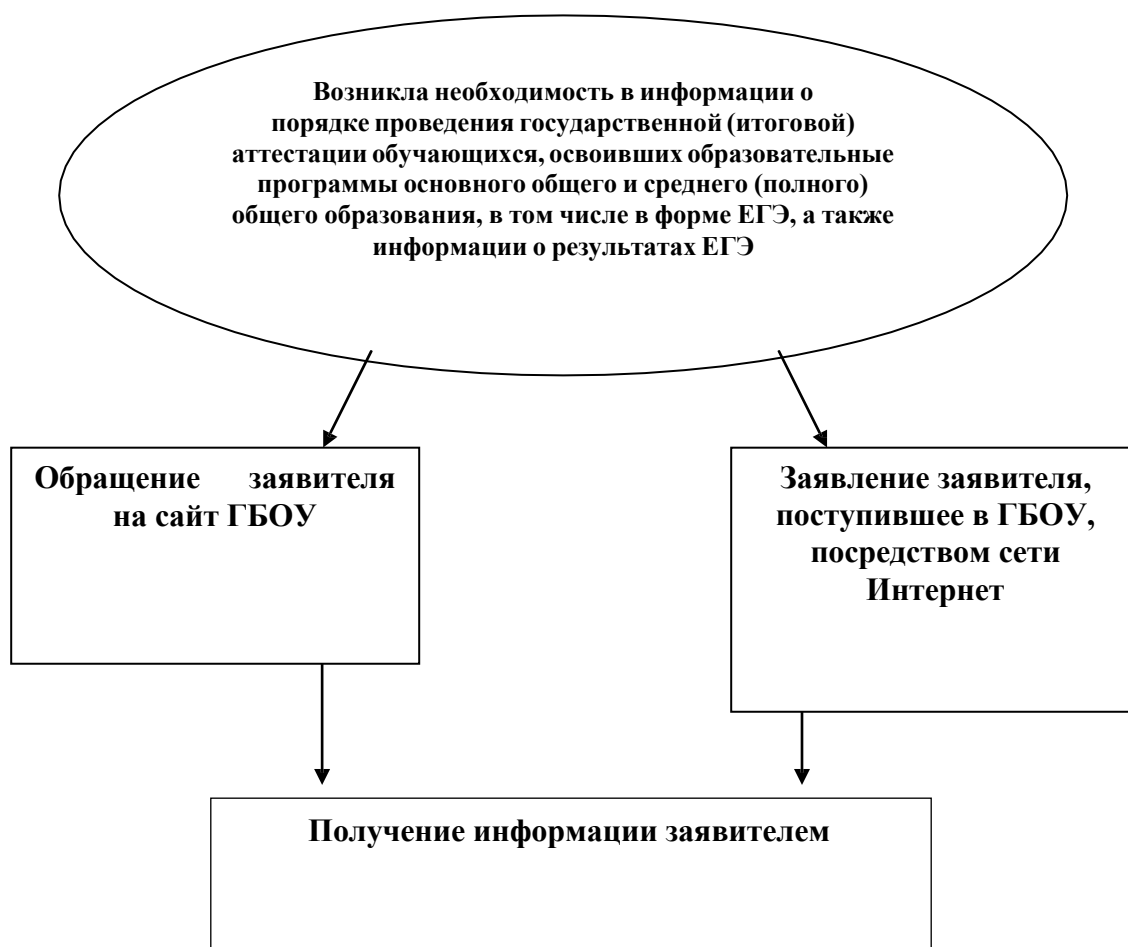 Возникла необходимость в информации о
порядке проведения государственной (итоговой)
аттестации обучающихся, освоивших образовательные
программы основного общего и среднего (полного)
общего образования, в том числе в форме ЕГЭ, а также
информации о результатах ЕГЭ
Обращение заявителя
на сайт ГБОУ
Заявление заявителя,
поступившее в ГБОУ,
посредством сети
Интернет
Получение информации заявителем